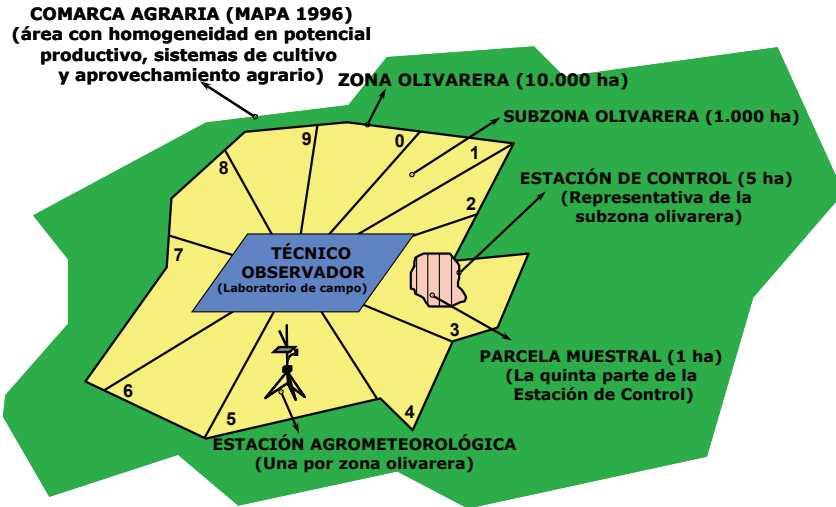 COMARCA AGRARIA (MAPA 1996)
(área con homogeneidad en potencial
productivo, sistemas de cultivo
y aprovechamiento agrario)
ZONA OLIVARERA (10.000 ha)
SUBZONA OLIVARERA (1.000 ha)
ESTACIÓN DE CONTROL (5 ha)
(Representativa de la
subzona olivarera)
9
0
1
8
2
7
TÉCNICO
OBSERVADOR
(Laboratorio de campo)
3
PARCELA MUESTRAL (1 ha)
(La quinta parte de la
Estación de Control)
6
5
4
ESTACIÓN AGROMETEOROLÓGICA
(Una por zona olivarera)